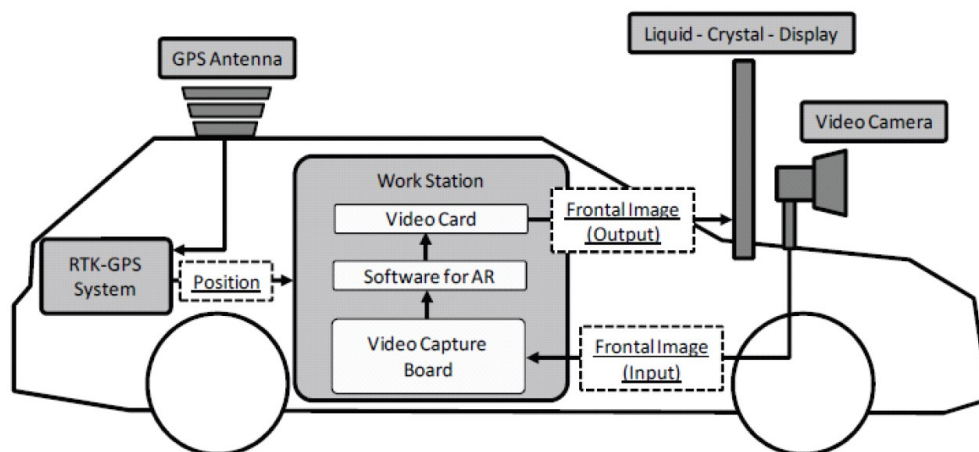 Liquid - Crystal - Display
GPS Antenna
Video Camera
Work Station
Video Card
Frontal Image
(Output)
RTK-GPS
System
Position
Software for AR
Video Capture
Board
Frontal Image
(Input)